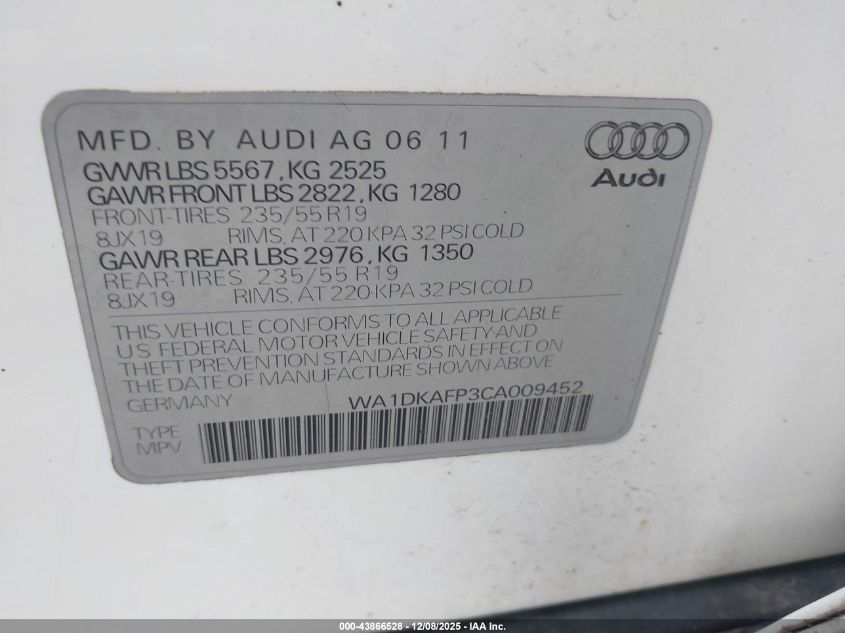 MFD. BY AUDI AG 06 11
GVWR LBS 5567, KG 2525
GAWR FRONT LBS 2822, KG 1280
FRONT-TIRES 235/55 R19
8JX19 RIMS, AT 220 KPA 32 PSI COLD
GAWR REAR LBS 2976, KG 1350
REAR-TIRES 235/55 R19
8JX19 RIMS, AT 220 KPA 32 PSI COLD
Audi
THIS VEHICLE CONFORMS TO ALL APPLICABLE
US FEDERAL MOTOR VEHICLE SAFETY AND
THEFT PREVENTION STANDARDS IN EFFECT ON
THE DATE OF MANUFACTURE SHOWN ABOVE
GERMANY WA1DKAFP3CA009452
TYPE
MPV
000-43866528 - 12/08/2025 - IAA Inc.